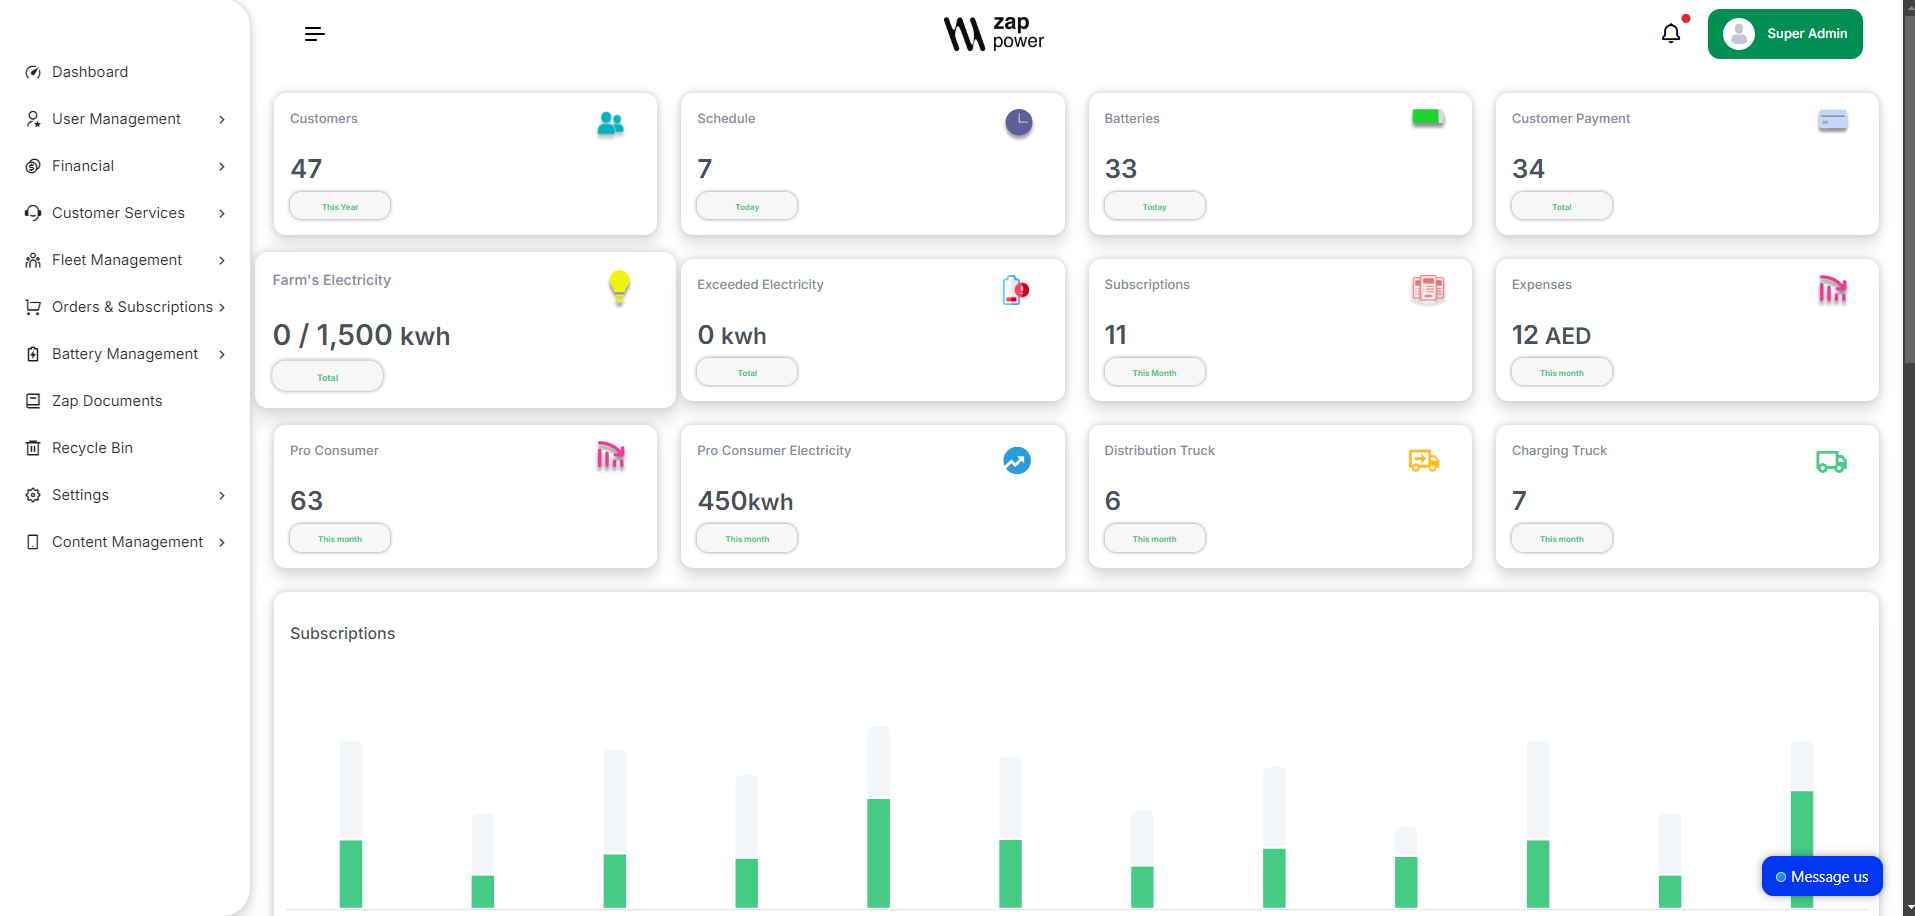 zap
power
Super Admin
Dashboard
User Management
Financial
Customer Services
Fleet Management
Orders & Subscriptions
Battery Management
Zap Documents
Recycle Bin
Settings
Content Management
Customers
47
This Year
Schedule
7
Today
Batteries
33
Today
Customer Payment
34
Total
Farm's Electricity
0 / 1,500 kwh
Total
Exceeded Electricity
0 kwh
Total
Subscriptions
11
This Month
Expenses
12 AED
This month
Pro Consumer
63
This month
Pro Consumer Electricity
450kwh
This month
Distribution Truck
6
This month
Charging Truck
7
This month
Subscriptions
Message us